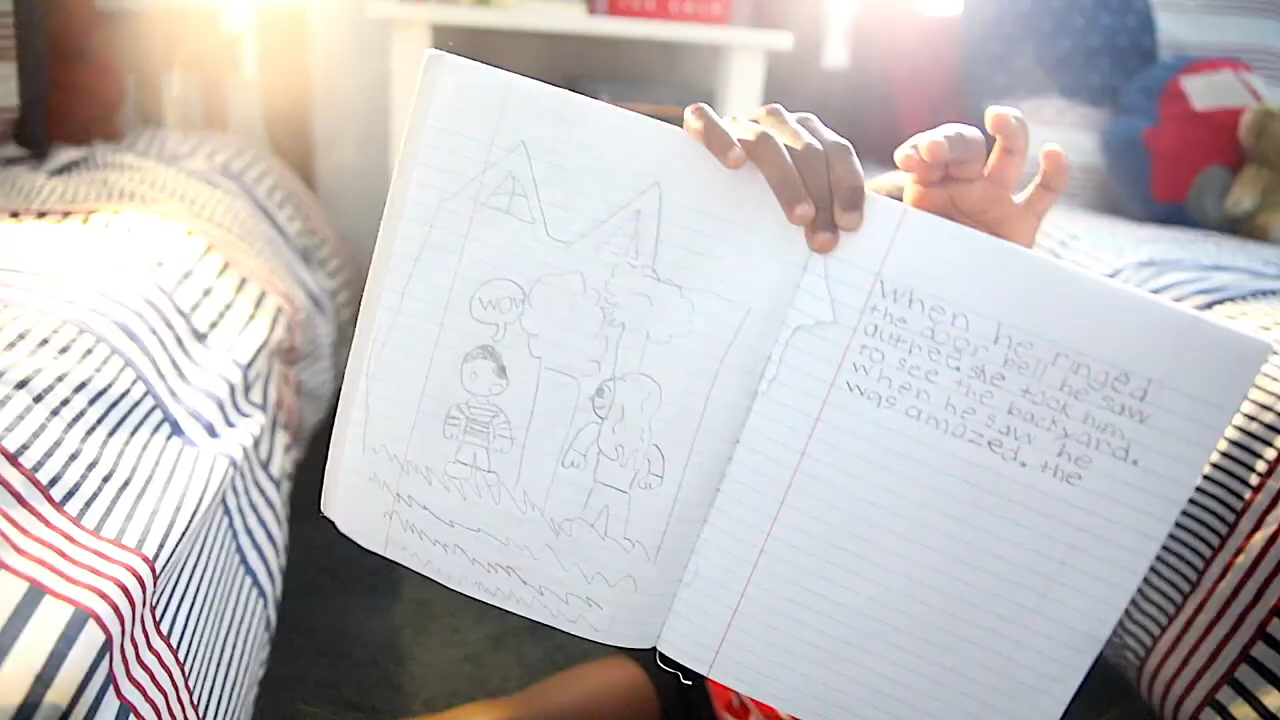 WOW
When he ringed
the door bell he saw
autreg she took him
to see the backyard.
when he saw he
was amazed. the